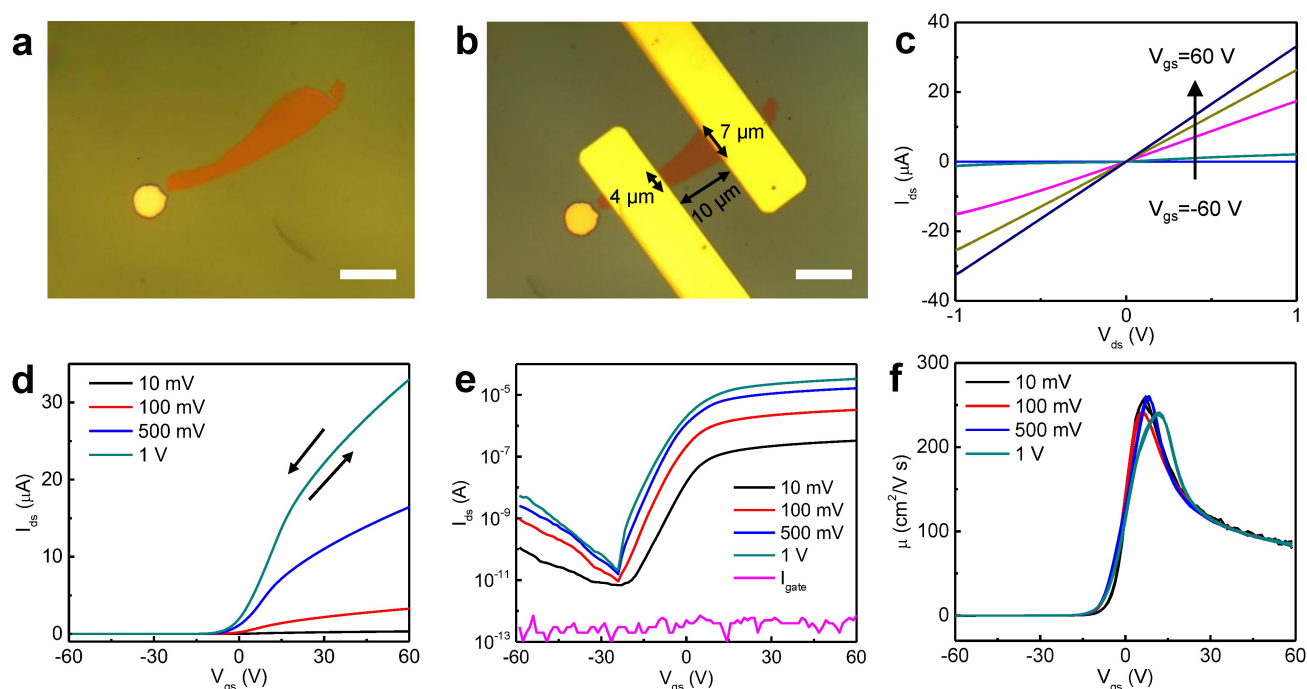 a
b
7 µm
4 µm
10 µm
c
V_gs=60 V
V_gs=-60 V
40
20
0
-20
-40
I_ds (µA)
-1
0
1
V_ds (V)
d
10 mV
100 mV
500 mV
1 V
30
20
10
0
I_ds (µA)
-60
-30
0
30
60
V_gs (V)
e
10^-5
10^-7
10^-9
10^-11
10^-13
I_ds (A)
10 mV
100 mV
500 mV
1 V
I_gate
-60
-30
0
30
60
V_gs (V)
f
10 mV
100 mV
500 mV
1 V
300
200
100
0
µ (cm^2/V s)
-60
-30
0
30
60
V_gs (V)